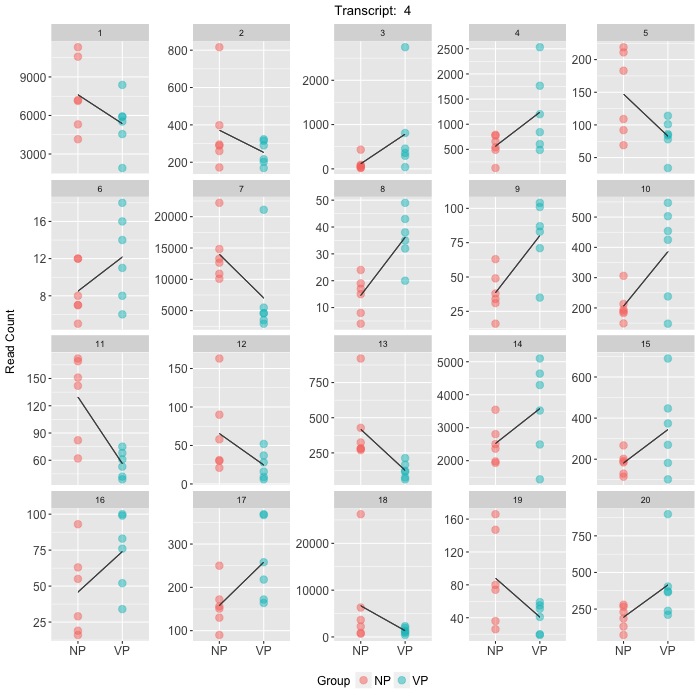 Transcript: 4
1 2 3 4 5
9000 6000 3000
800 600 400 200
2000 1000 0
2500 2000 1500 1000 500
200 150 100 50
6 7 8 9 10
16 12 8
20000 15000 10000 5000
50 40 30 20 10
100 75 50 25
500 400 300 200
Read Count
11 12 13 14 15
150 120 90 60
150 100 50 0
750 500 250
5000 4000 3000 2000
600 400 200
16 17 18 19 20
100 75 50 25
300 200 100
20000 10000 0
160 120 80 40
750 500 250
NP VP NP VP NP VP NP VP NP VP
Group NP VP